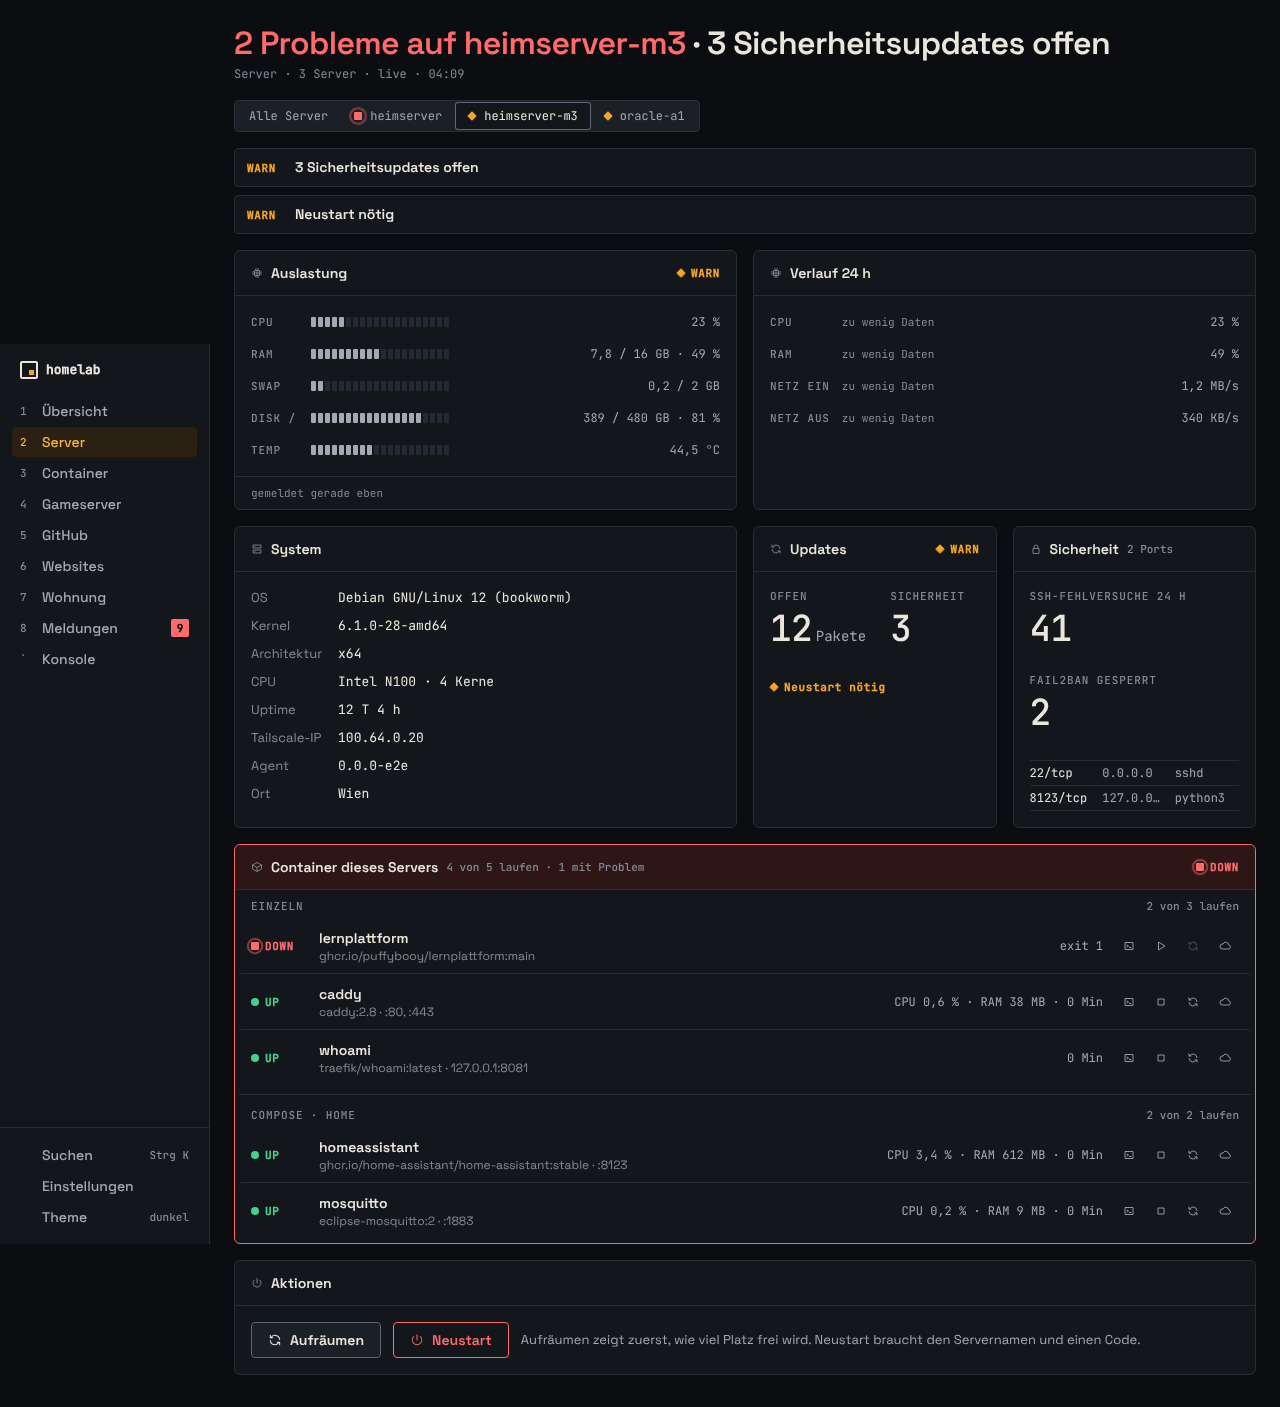 2 Probleme auf heimserver-m3 · 3 Sicherheitsupdates offen
Server · 3 Server · live · 04:09
Alle Server heimserver heimserver-m3 oracle-a1
WARN 3 Sicherheitsupdates offen
WARN Neustart nötig
Auslastung WARN
CPU 23 %
RAM 7,8 / 16 GB · 49 %
SWAP 0,2 / 2 GB
DISK / 389 / 480 GB · 81 %
TEMP 44,5 °C
gemeldet gerade eben
Verlauf 24 h
CPU zu wenig Daten 23 %
RAM zu wenig Daten 49 %
NETZ EIN zu wenig Daten 1,2 MB/s
NETZ AUS zu wenig Daten 340 KB/s
homelab
1 Übersicht
2 Server
3 Container
4 Gameserver
5 GitHub
6 Websites
7 Wohnung
8 Meldungen 9
` Konsole
Suchen Strg K
Einstellungen
Theme dunkel
System
OS Debian GNU/Linux 12 (bookworm)
Kernel 6.1.0-28-amd64
Architektur x64
CPU Intel N100 · 4 Kerne
Uptime 12 T 4 h
Tailscale-IP 100.64.0.20
Agent 0.0.0-e2e
Ort Wien
Updates WARN
OFFEN SICHERHEIT
12 Pakete 3
Neustart nötig
Sicherheit 2 Ports
SSH-FEHLVERSUCHE 24 H
41
FAIL2BAN GESPERRT
2
22/tcp 0.0.0.0 sshd
8123/tcp 127.0.0… python3
Container dieses Servers 4 von 5 laufen · 1 mit Problem DOWN
EINZELN 2 von 3 laufen
DOWN lernplattform exit 1
ghcr.io/puffybooy/lernplattform:main
UP caddy CPU 0,6 % · RAM 38 MB · 0 Min
caddy:2.8 · :80, :443
UP whoami 0 Min
traefik/whoami:latest · 127.0.0.1:8081
COMPOSE · HOME 2 von 2 laufen
UP homeassistant CPU 3,4 % · RAM 612 MB · 0 Min
ghcr.io/home-assistant/home-assistant:stable · :8123
UP mosquitto CPU 0,2 % · RAM 9 MB · 0 Min
eclipse-mosquitto:2 · :1883
Aktionen
Aufräumen Neustart Aufräumen zeigt zuerst, wie viel Platz frei wird. Neustart braucht den Servernamen und einen Code.